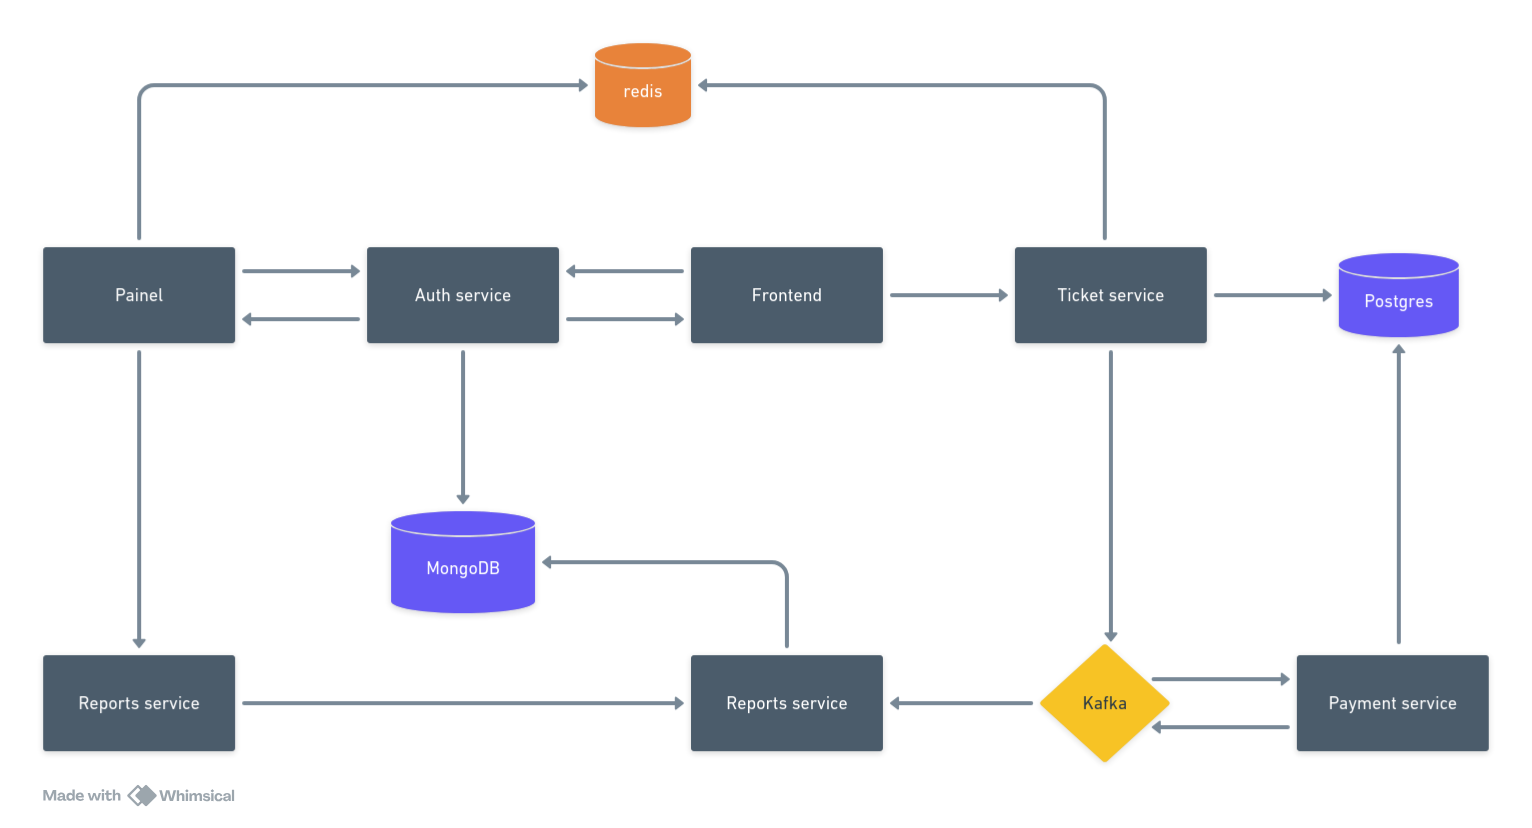 redis
Painel
Auth service
Frontend
Ticket service
Postgres
MongoDB
Reports service
Reports service
Kafka
Payment service
Made with Whimsical